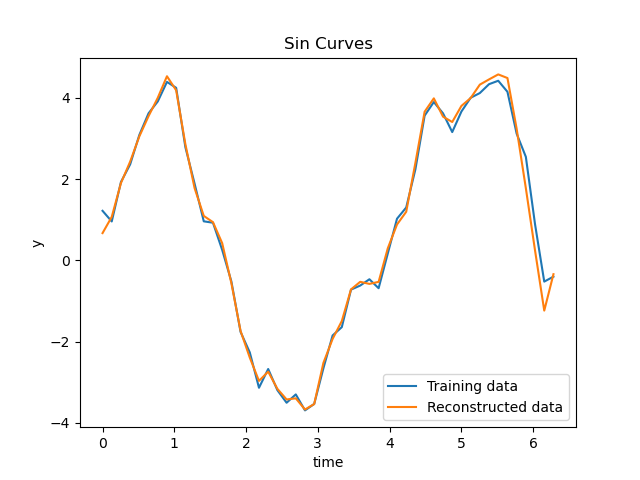 Sin Curves
y
4
2
0
−2
−4
0 1 2 3 4 5 6
time
Training data
Reconstructed data